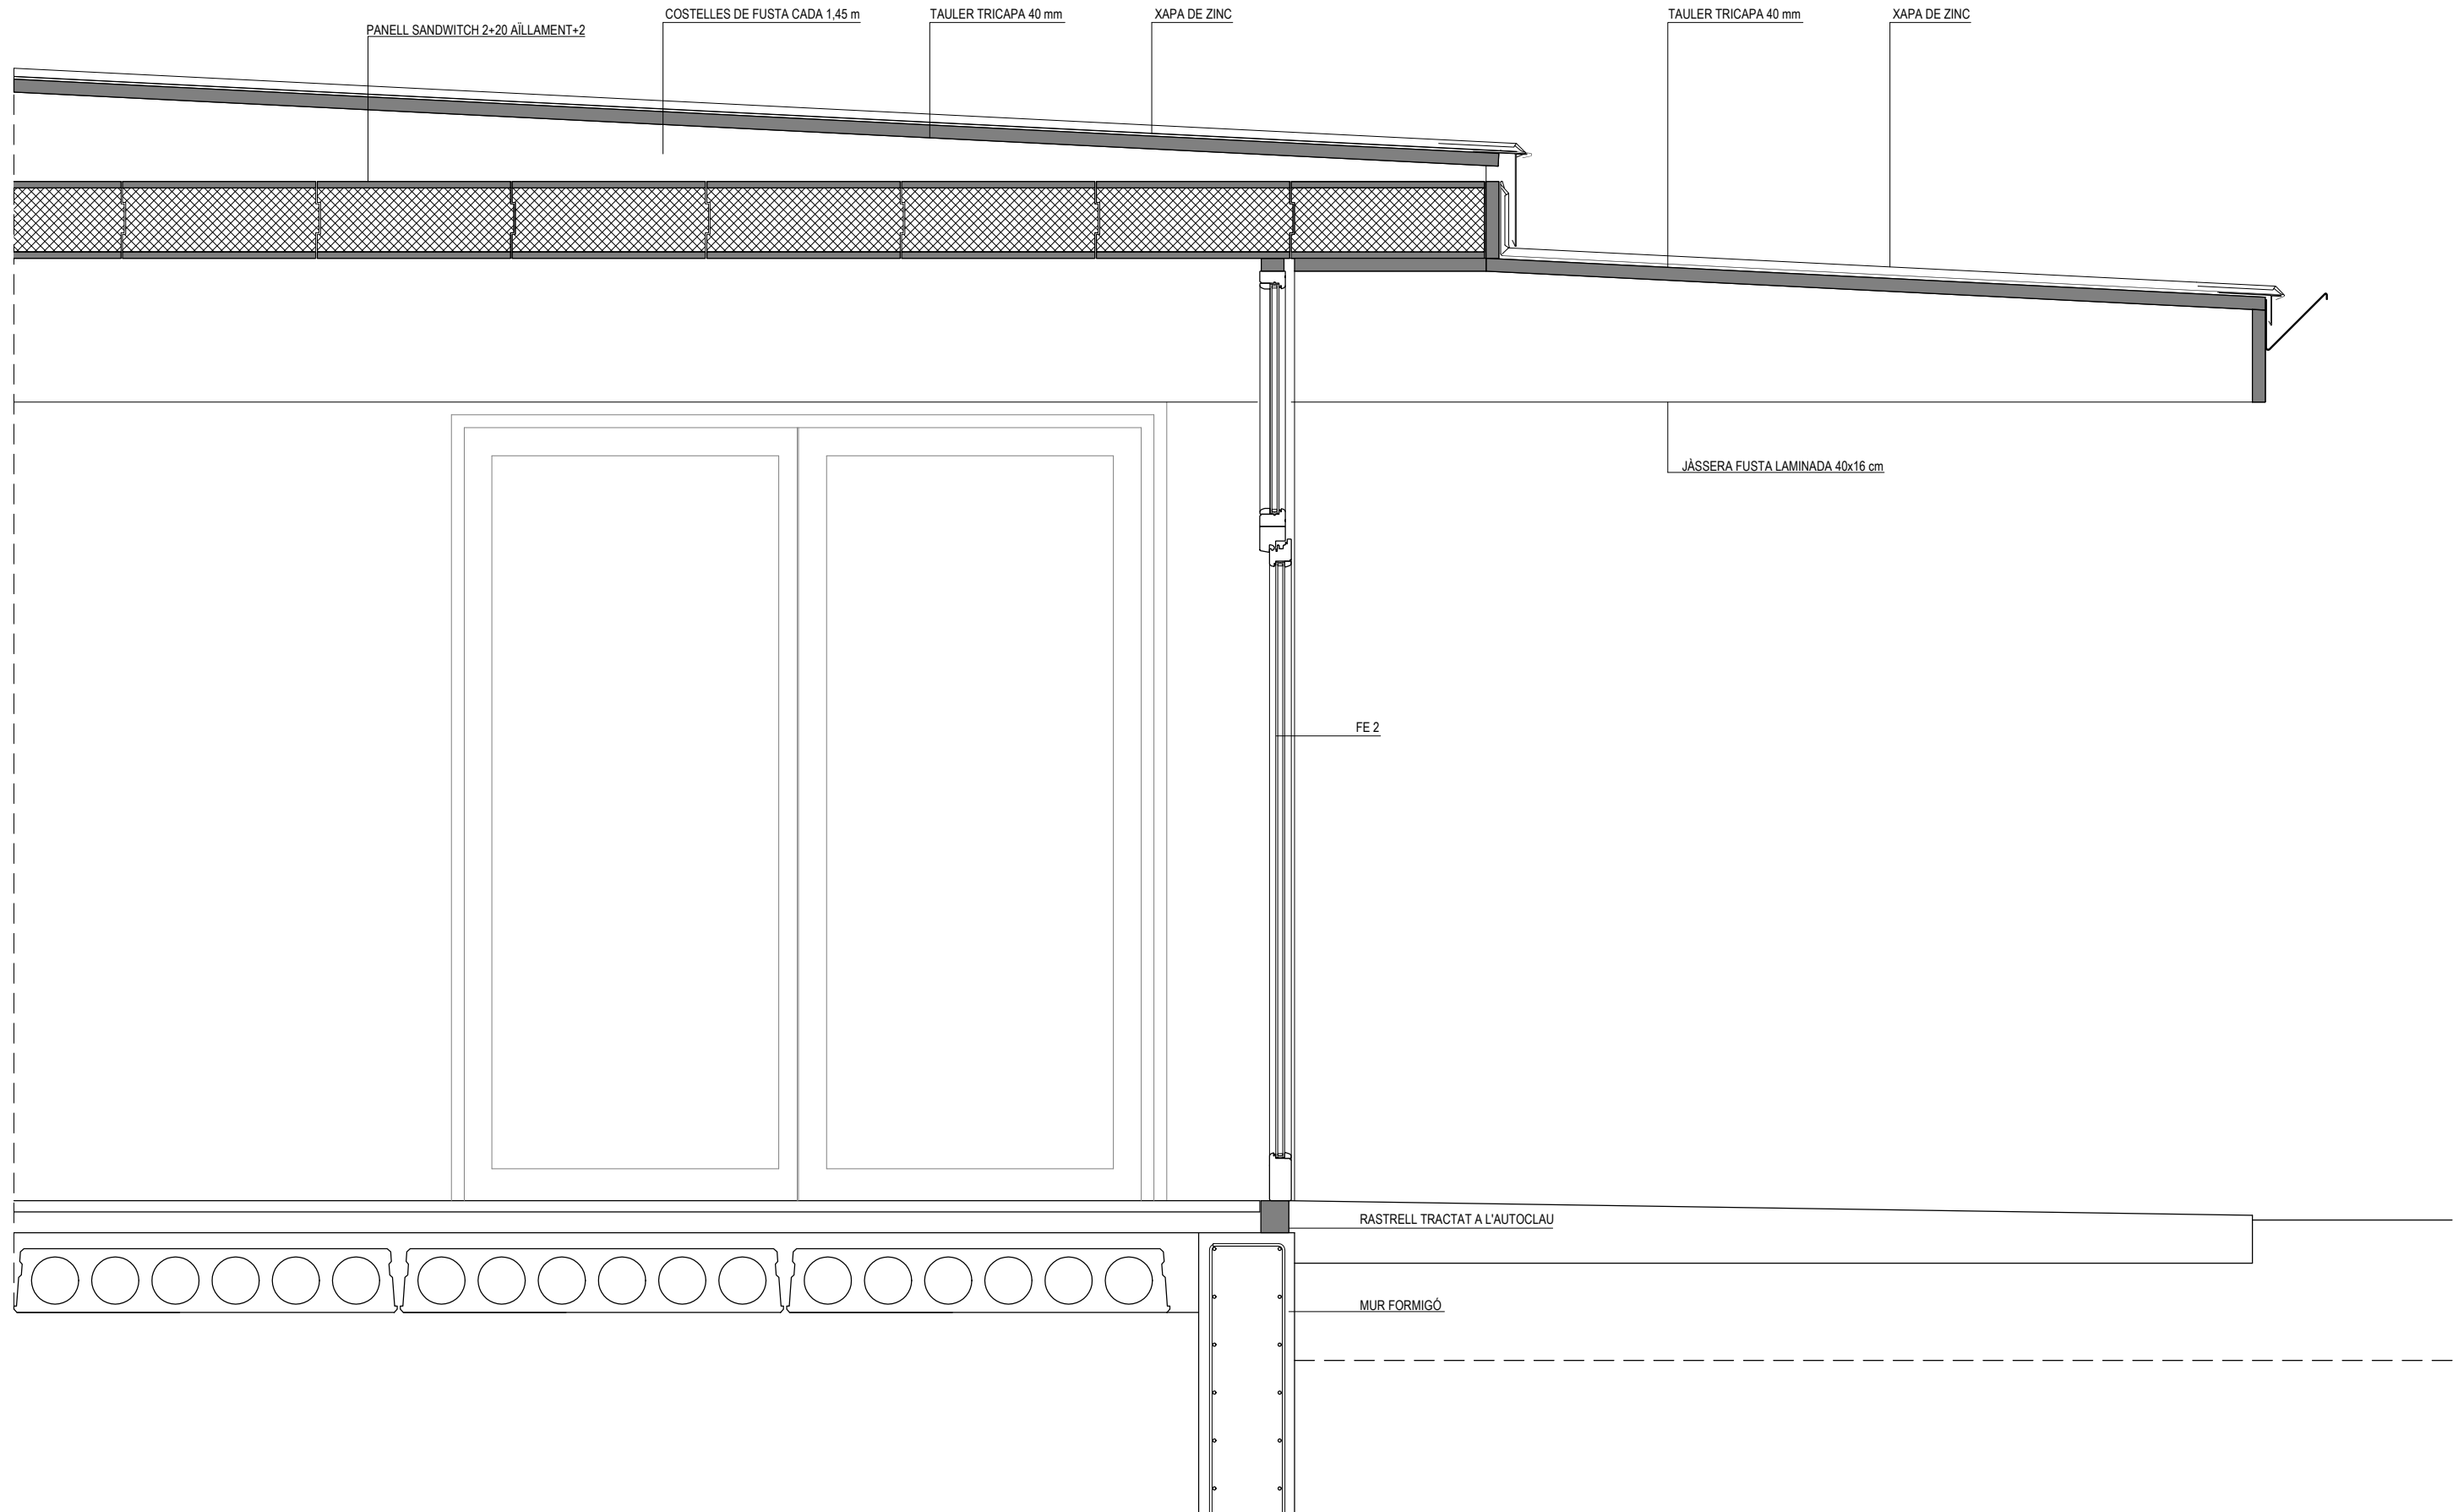 COSTELLES DE FUSTA CADA 1,45 m
TAULER TRICAPA 40 mm
XAPA DE ZINC
TAULER TRICAPA 40 mm
XAPA DE ZINC
PANELL SANDWITCH 2+20 AÏLLAMENT+2
JÀSSERA FUSTA LAMINADA 40x16 cm
FE 2
RASTRELL TRACTAT A L'AUTOCLAU
MUR FORMIGÓ